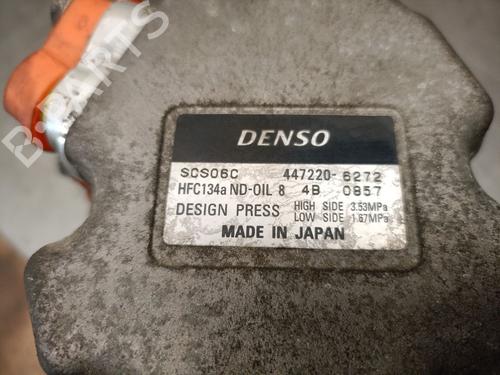 DENSO
SCS06C 447220-6272
HFC134a ND-OIL 8 4B 0857
DESIGN PRESS HIGH SIDE 3.53MPa
LOW SIDE 1.67MPa
MADE IN JAPAN
B-PARTS